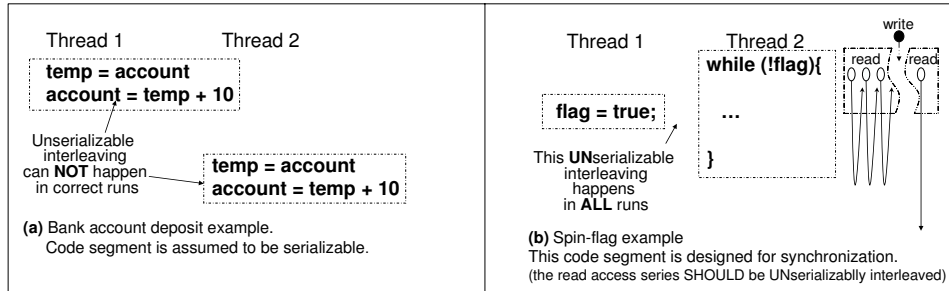 Thread 1
Thread 2
temp = account
account = temp + 10
Unserializable
interleaving
can NOT happen
in correct runs
temp = account
account = temp + 10
(a) Bank account deposit example.
Code segment is assumed to be serializable.
write
Thread 1
Thread 2
while (!flag){
read
read
flag = true;
...
}
This UNserializable
interleaving
happens
in ALL runs
(b) Spin-flag example
This code segment is designed for synchronization.
(the read access series SHOULD be UNserializablly interleaved)